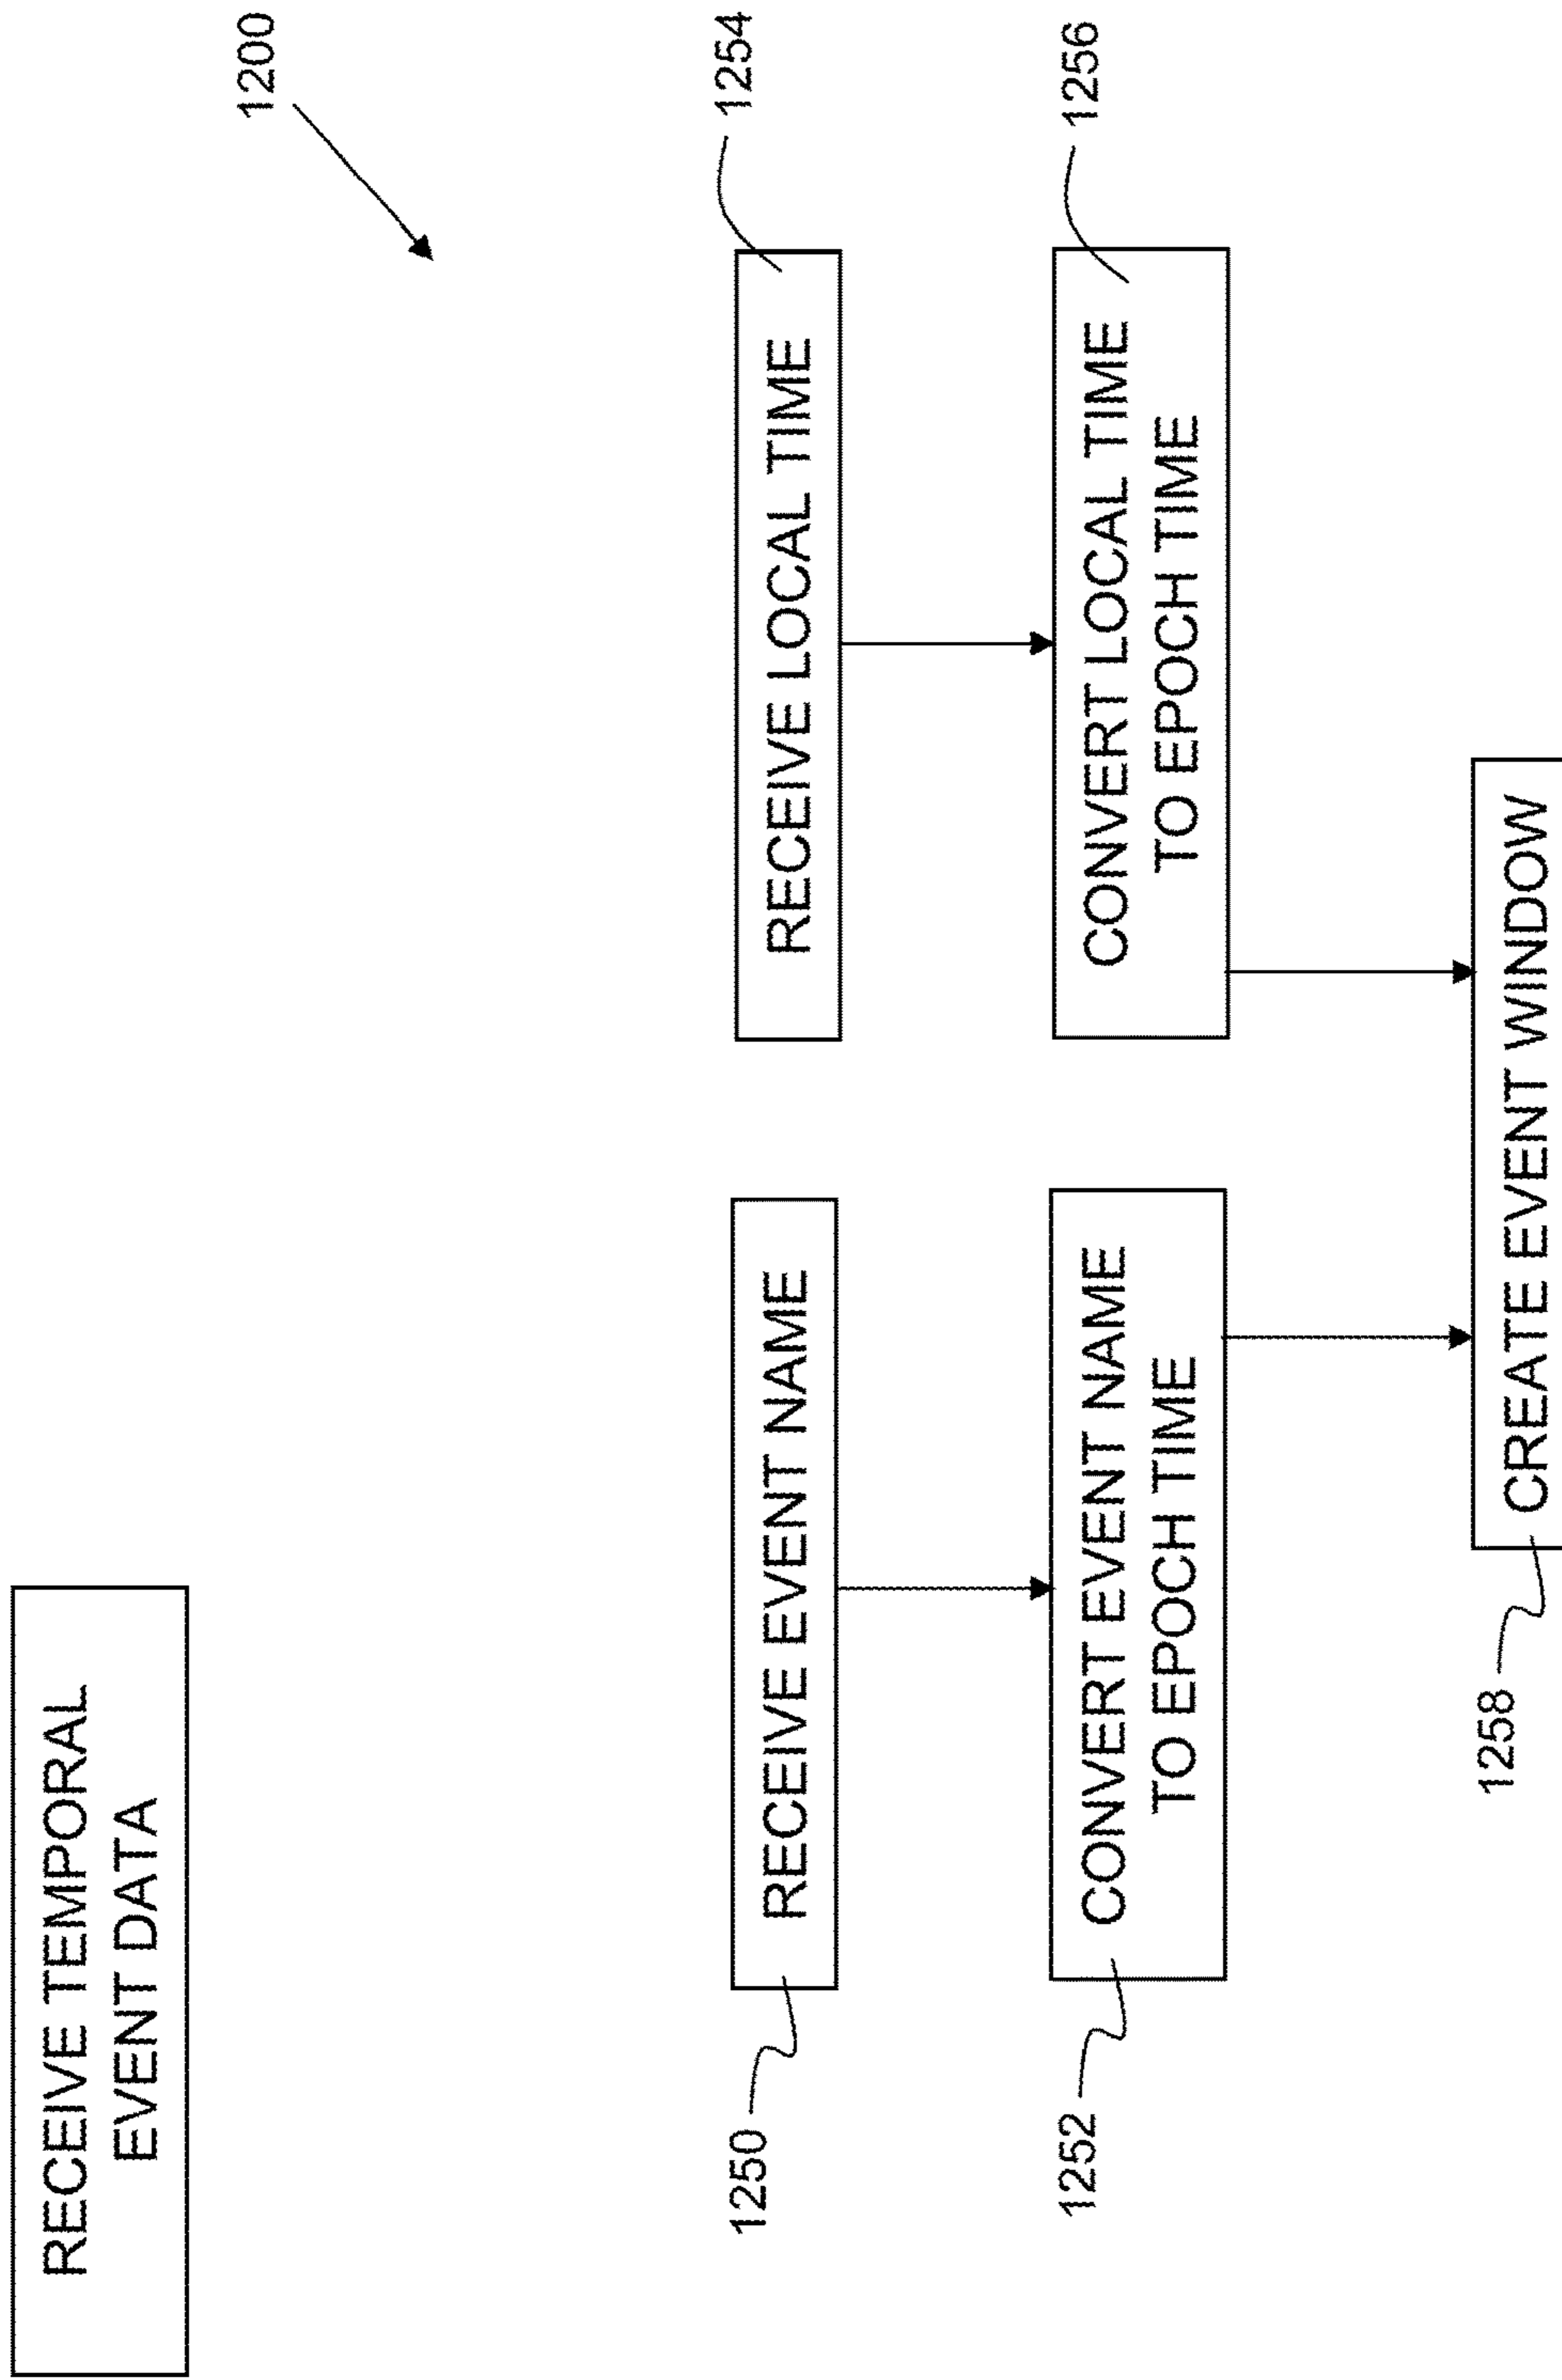 RECEIVE TEMPORAL
EVENT DATA
1200
1250
RECEIVE EVENT NAME
RECEIVE LOCAL TIME
1254
1252
CONVERT EVENT NAME
TO EPOCH TIME
CONVERT LOCAL TIME
TO EPOCH TIME
1256
1258
CREATE EVENT WINDOW